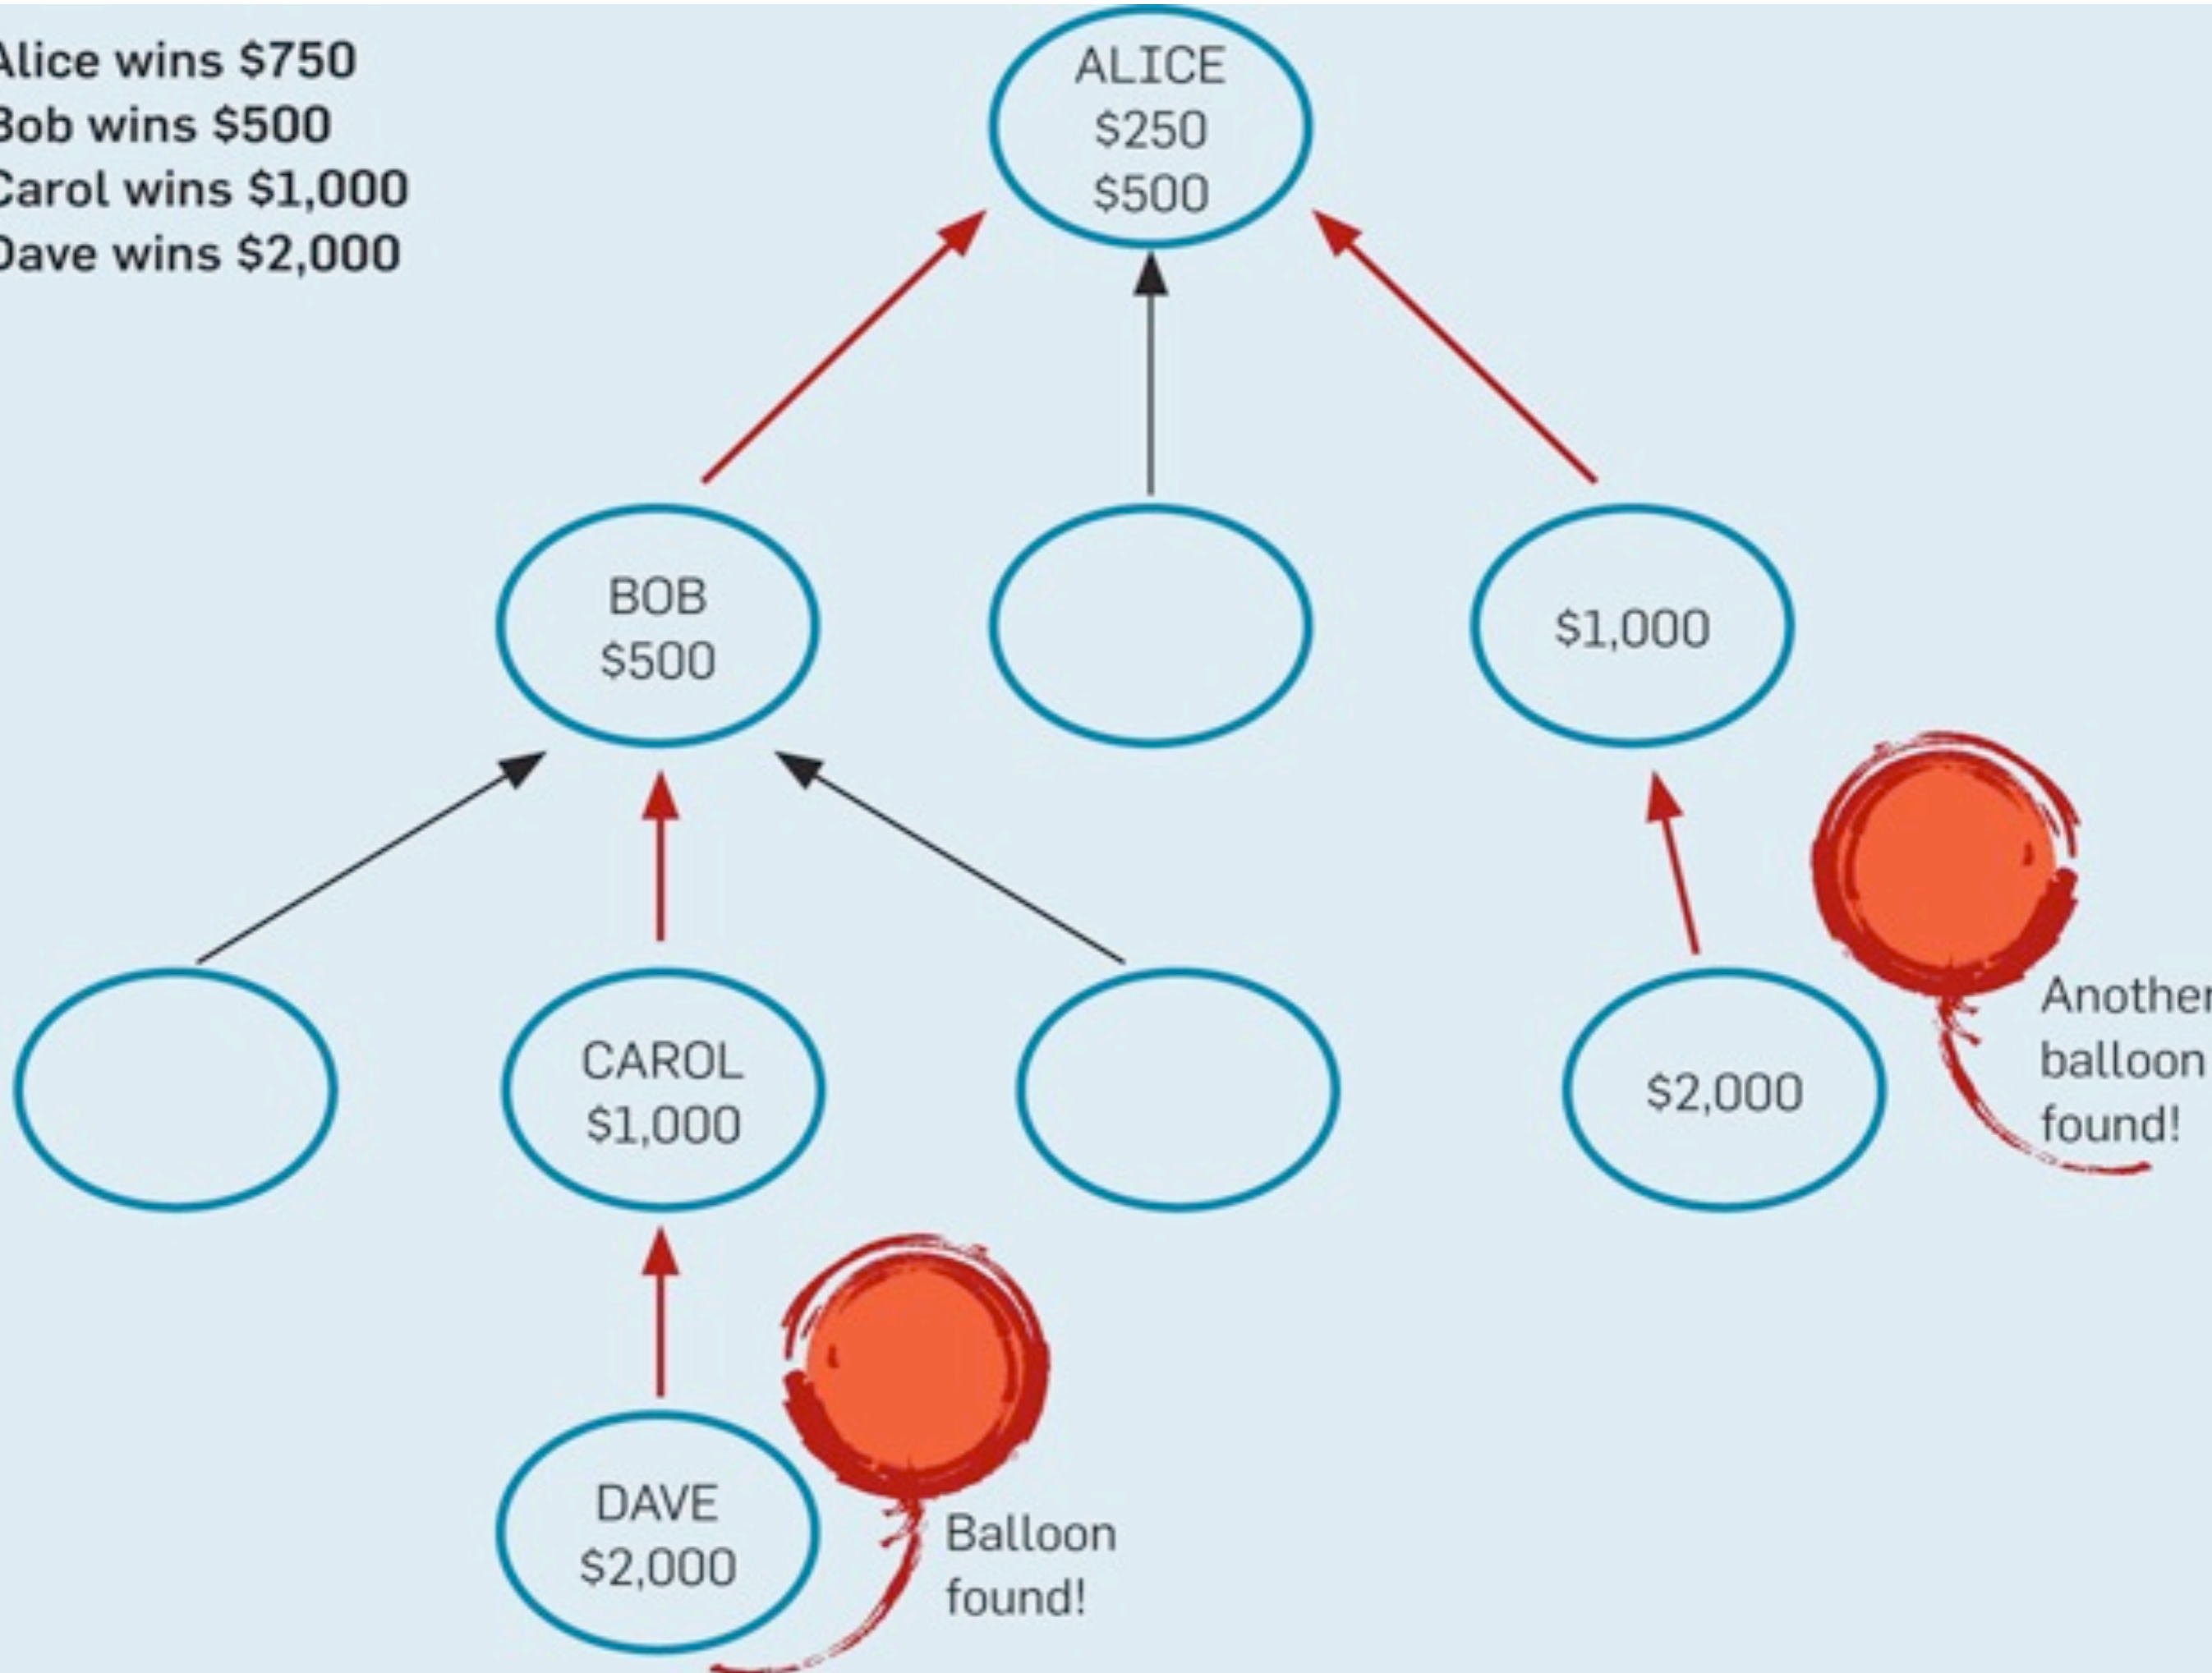 Alice wins $750
Bob wins $500
Carol wins $1,000
Dave wins $2,000
ALICE
$250
$500
BOB
$500
$1,000
CAROL
$1,000
$2,000
Another
balloon
found!
DAVE
$2,000
Balloon
found!